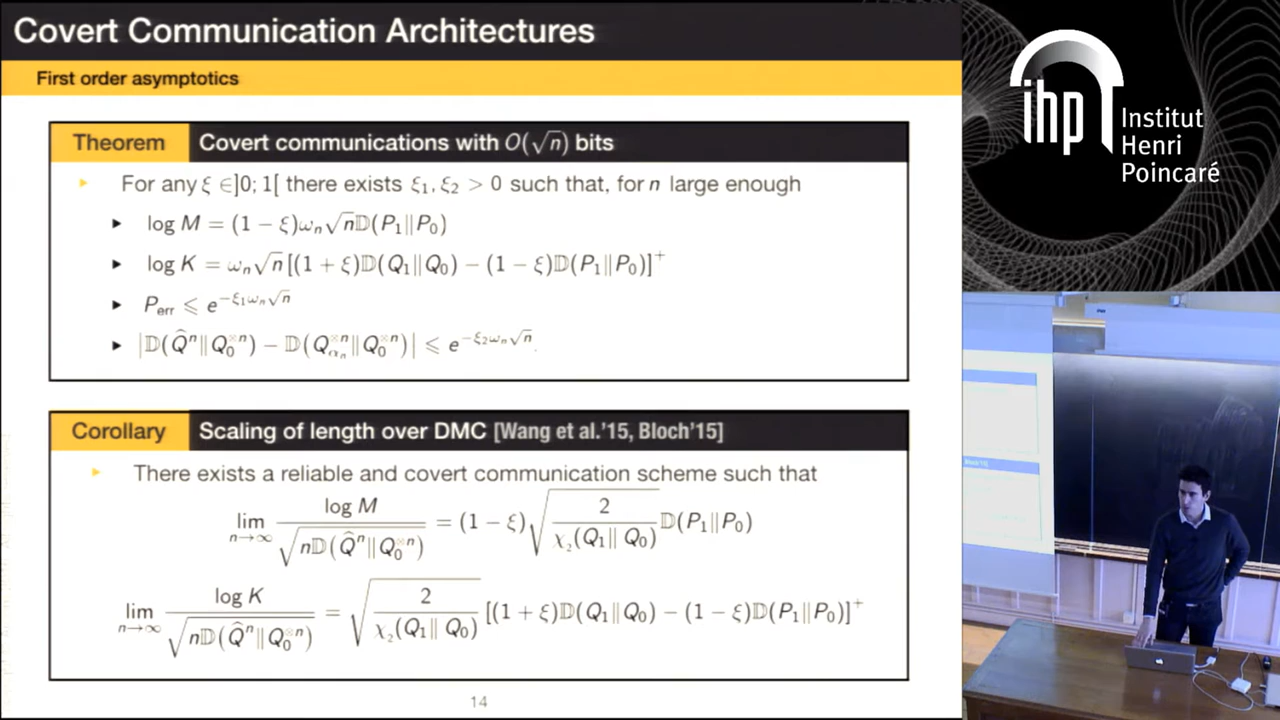 Covert Communication Architectures
First order asymptotics
Theorem Covert communications with O(√n) bits
For any ξ ∈]0; 1[ there exists ξ₁, ξ₂ > 0 such that, for n large enough
log M = (1 − ξ)ωₙ√n𝔻(P₁‖P₀)
log K = ωₙ√n[(1 + ξ)𝔻(Q₁‖Q₀) − (1 − ξ)𝔻(P₁‖P₀)]⁺
P_err ⩽ e^{−ξ₁ωₙ√n}
|𝔻(Q̂ⁿ‖Q₀^{⊗n}) − 𝔻(Q_{αₙ}^{⊗n}‖Q₀^{⊗n})| ⩽ e^{−ξ₂ωₙ√n}.
Corollary Scaling of length over DMC [Wang et al.'15, Bloch'15]
There exists a reliable and covert communication scheme such that
lim_{n→∞} log M / √(n𝔻(Q̂ⁿ‖Q₀^{⊗n})) = (1 − ξ)√(2 / χ₂(Q₁‖Q₀)) 𝔻(P₁‖P₀)
lim_{n→∞} log K / √(n𝔻(Q̂ⁿ‖Q₀^{⊗n})) = √(2 / χ₂(Q₁‖Q₀)) [(1 + ξ)𝔻(Q₁‖Q₀) − (1 − ξ)𝔻(P₁‖P₀)]⁺
14
ihp
Institut
Henri
Poincaré